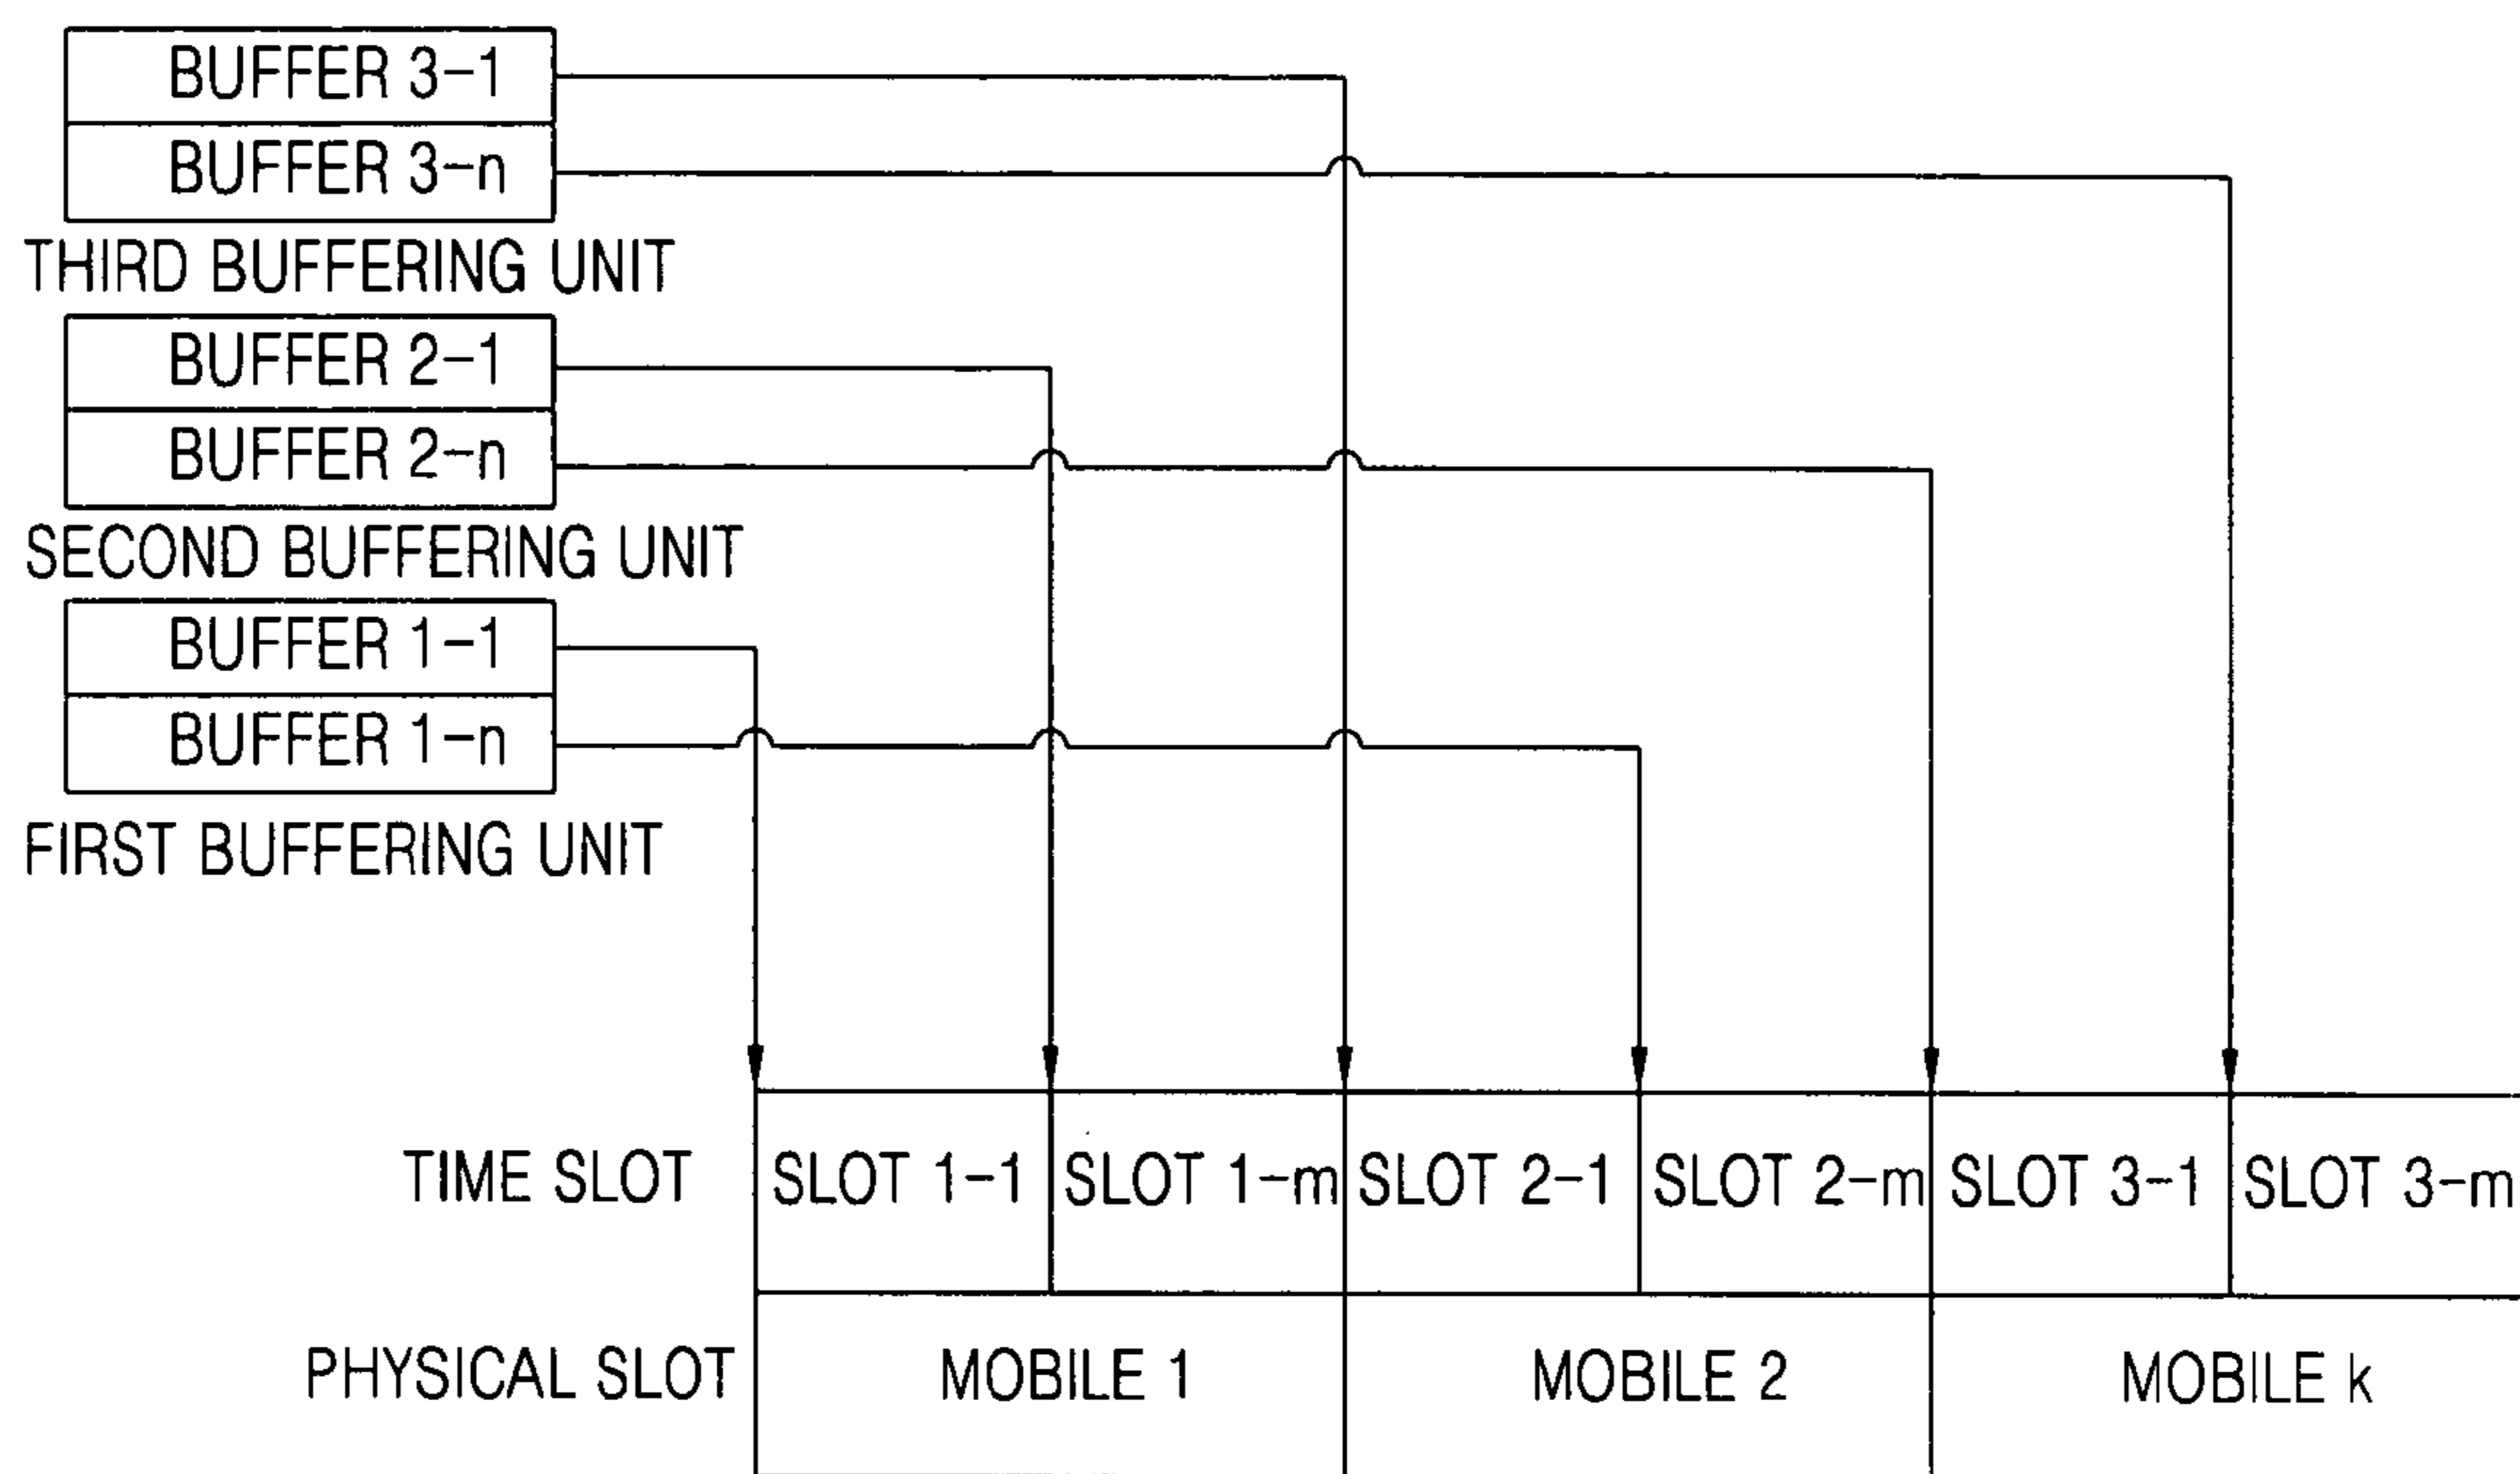 BUFFER 3-1
BUFFER 3-n
THIRD BUFFERING UNIT
BUFFER 2-1
BUFFER 2-n
SECOND BUFFERING UNIT
BUFFER 1-1
BUFFER 1-n
FIRST BUFFERING UNIT
TIME SLOT SLOT 1-1 SLOT 1-m SLOT 2-1 SLOT 2-m SLOT 3-1 SLOT 3-m
PHYSICAL SLOT MOBILE 1 MOBILE 2 MOBILE k